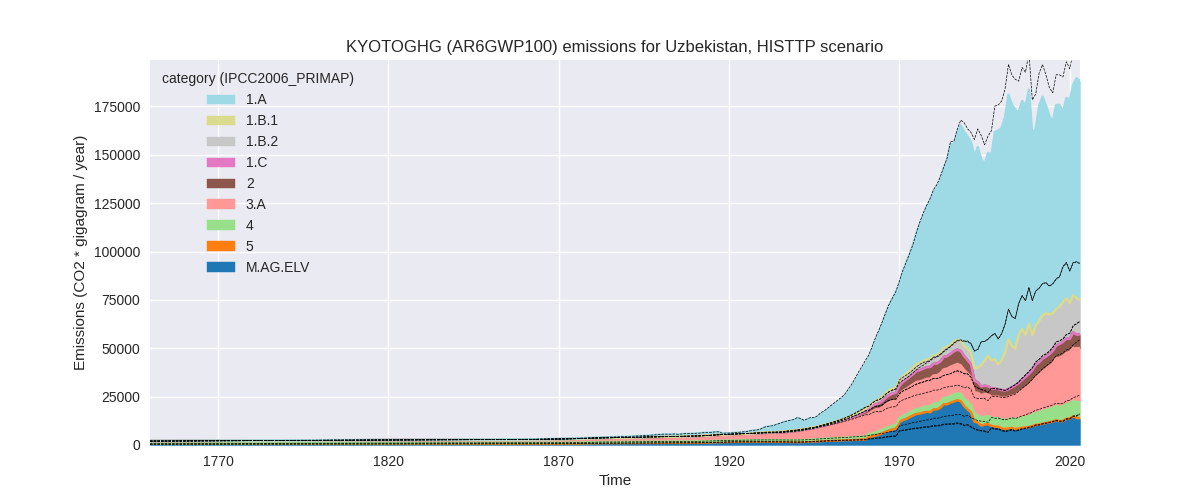 KYOTOGHG (AR6GWP100) emissions for Uzbekistan, HISTTP scenario
category (IPCC2006_PRIMAP)
1.A
1.B.1
1.B.2
1.C
2
3.A
4
5
M.AG.ELV
Emissions (CO2 * gigagram / year)
175000
150000
125000
100000
75000
50000
25000
0
1770
1820
1870
1920
1970
2020
Time